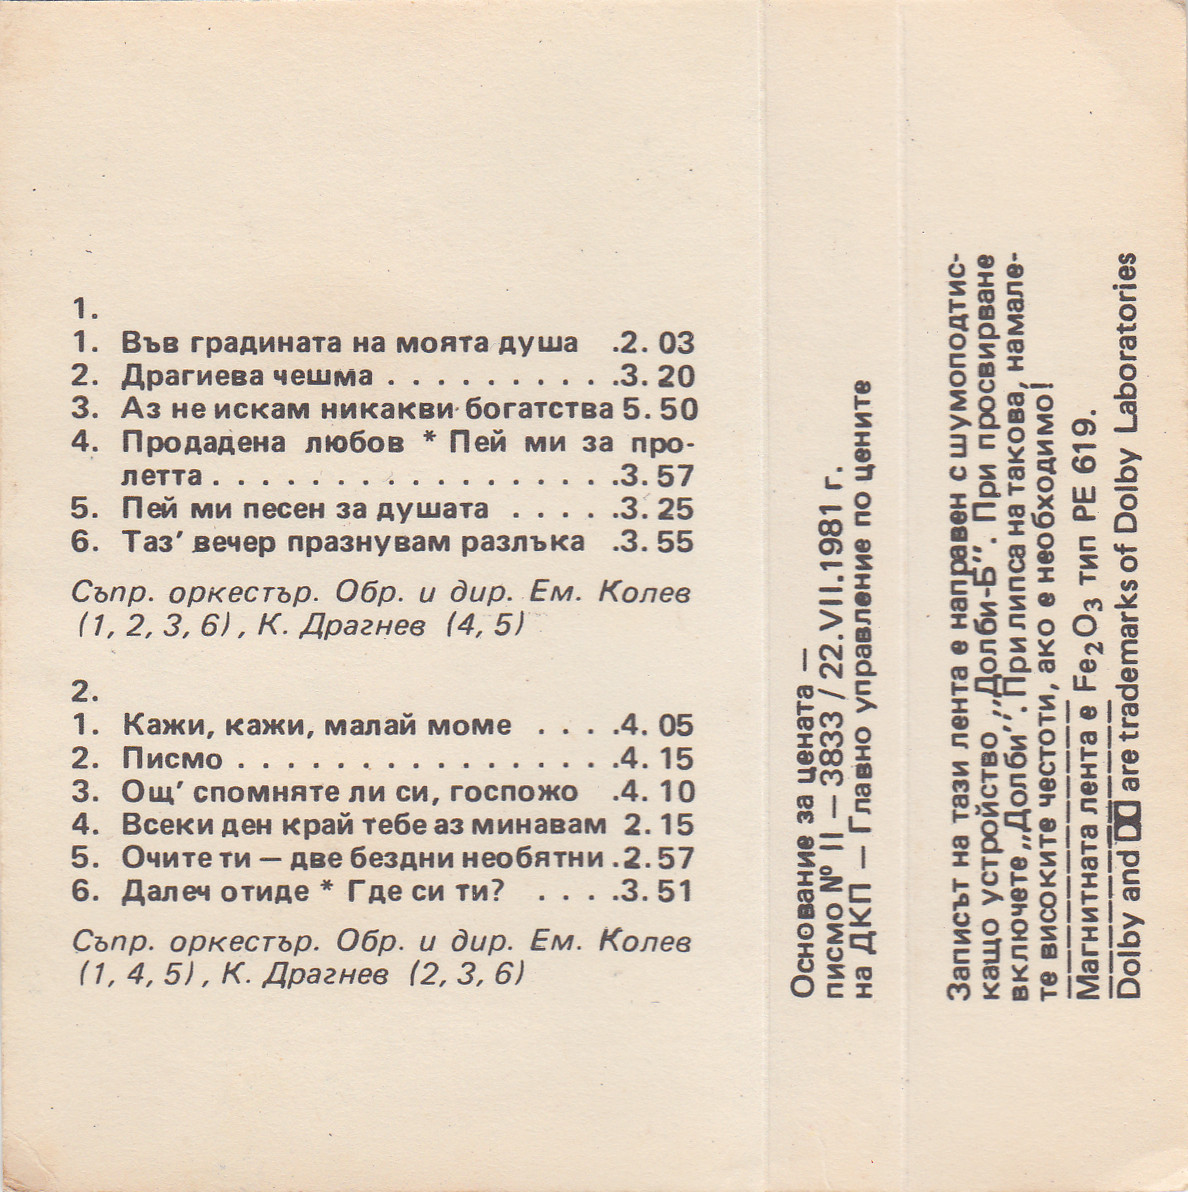 1.
1. Във градината на моята душа .2. 03
2. Драгиева чешма . . . . . . . . . . .3. 20
3. Аз не искам никакви богатства 5. 50
4. Продадена любов * Пей ми за про-
летта . . . . . . . . . . . . . . . . . . .3. 57
5. Пей ми песен за душата . . . . .3. 25
6. Таз’ вечер празнувам разлъка .3. 55
Съпр. оркестър. Обр. и дир. Ем. Колев
(1, 2, 3, 6), К. Драгнев (4, 5)
2.
1. Кажи, кажи, малай моме . . . .4. 05
2. Писмо . . . . . . . . . . . . . . . . . .4. 15
3. Ощ’ спомняте ли си, госпожо .4. 10
4. Всеки ден край тебе аз минавам 2. 15
5. Очите ти — две бездни необятни .2. 57
6. Далеч отиде * Где си ти? . . . .3. 51
Съпр. оркестър. Обр. и дир. Ем. Колев
(1, 4, 5), К. Драгнев (2, 3, 6)
Основание за цената —
писмо № II — 3833 / 22. VII.1981 г.
на ДКП — Главно управление по цените
Записът на тази лента е направен с шумоподтис-
кащо устройство „Долби-Б”. При просвирване
включете „Долби”. При липса на такова, намале-
те високите честоти, ако е необходимо!
Магнитната лента е Fe2O3 тип PE 619.
Dolby and are trademarks of Dolby Laboratories